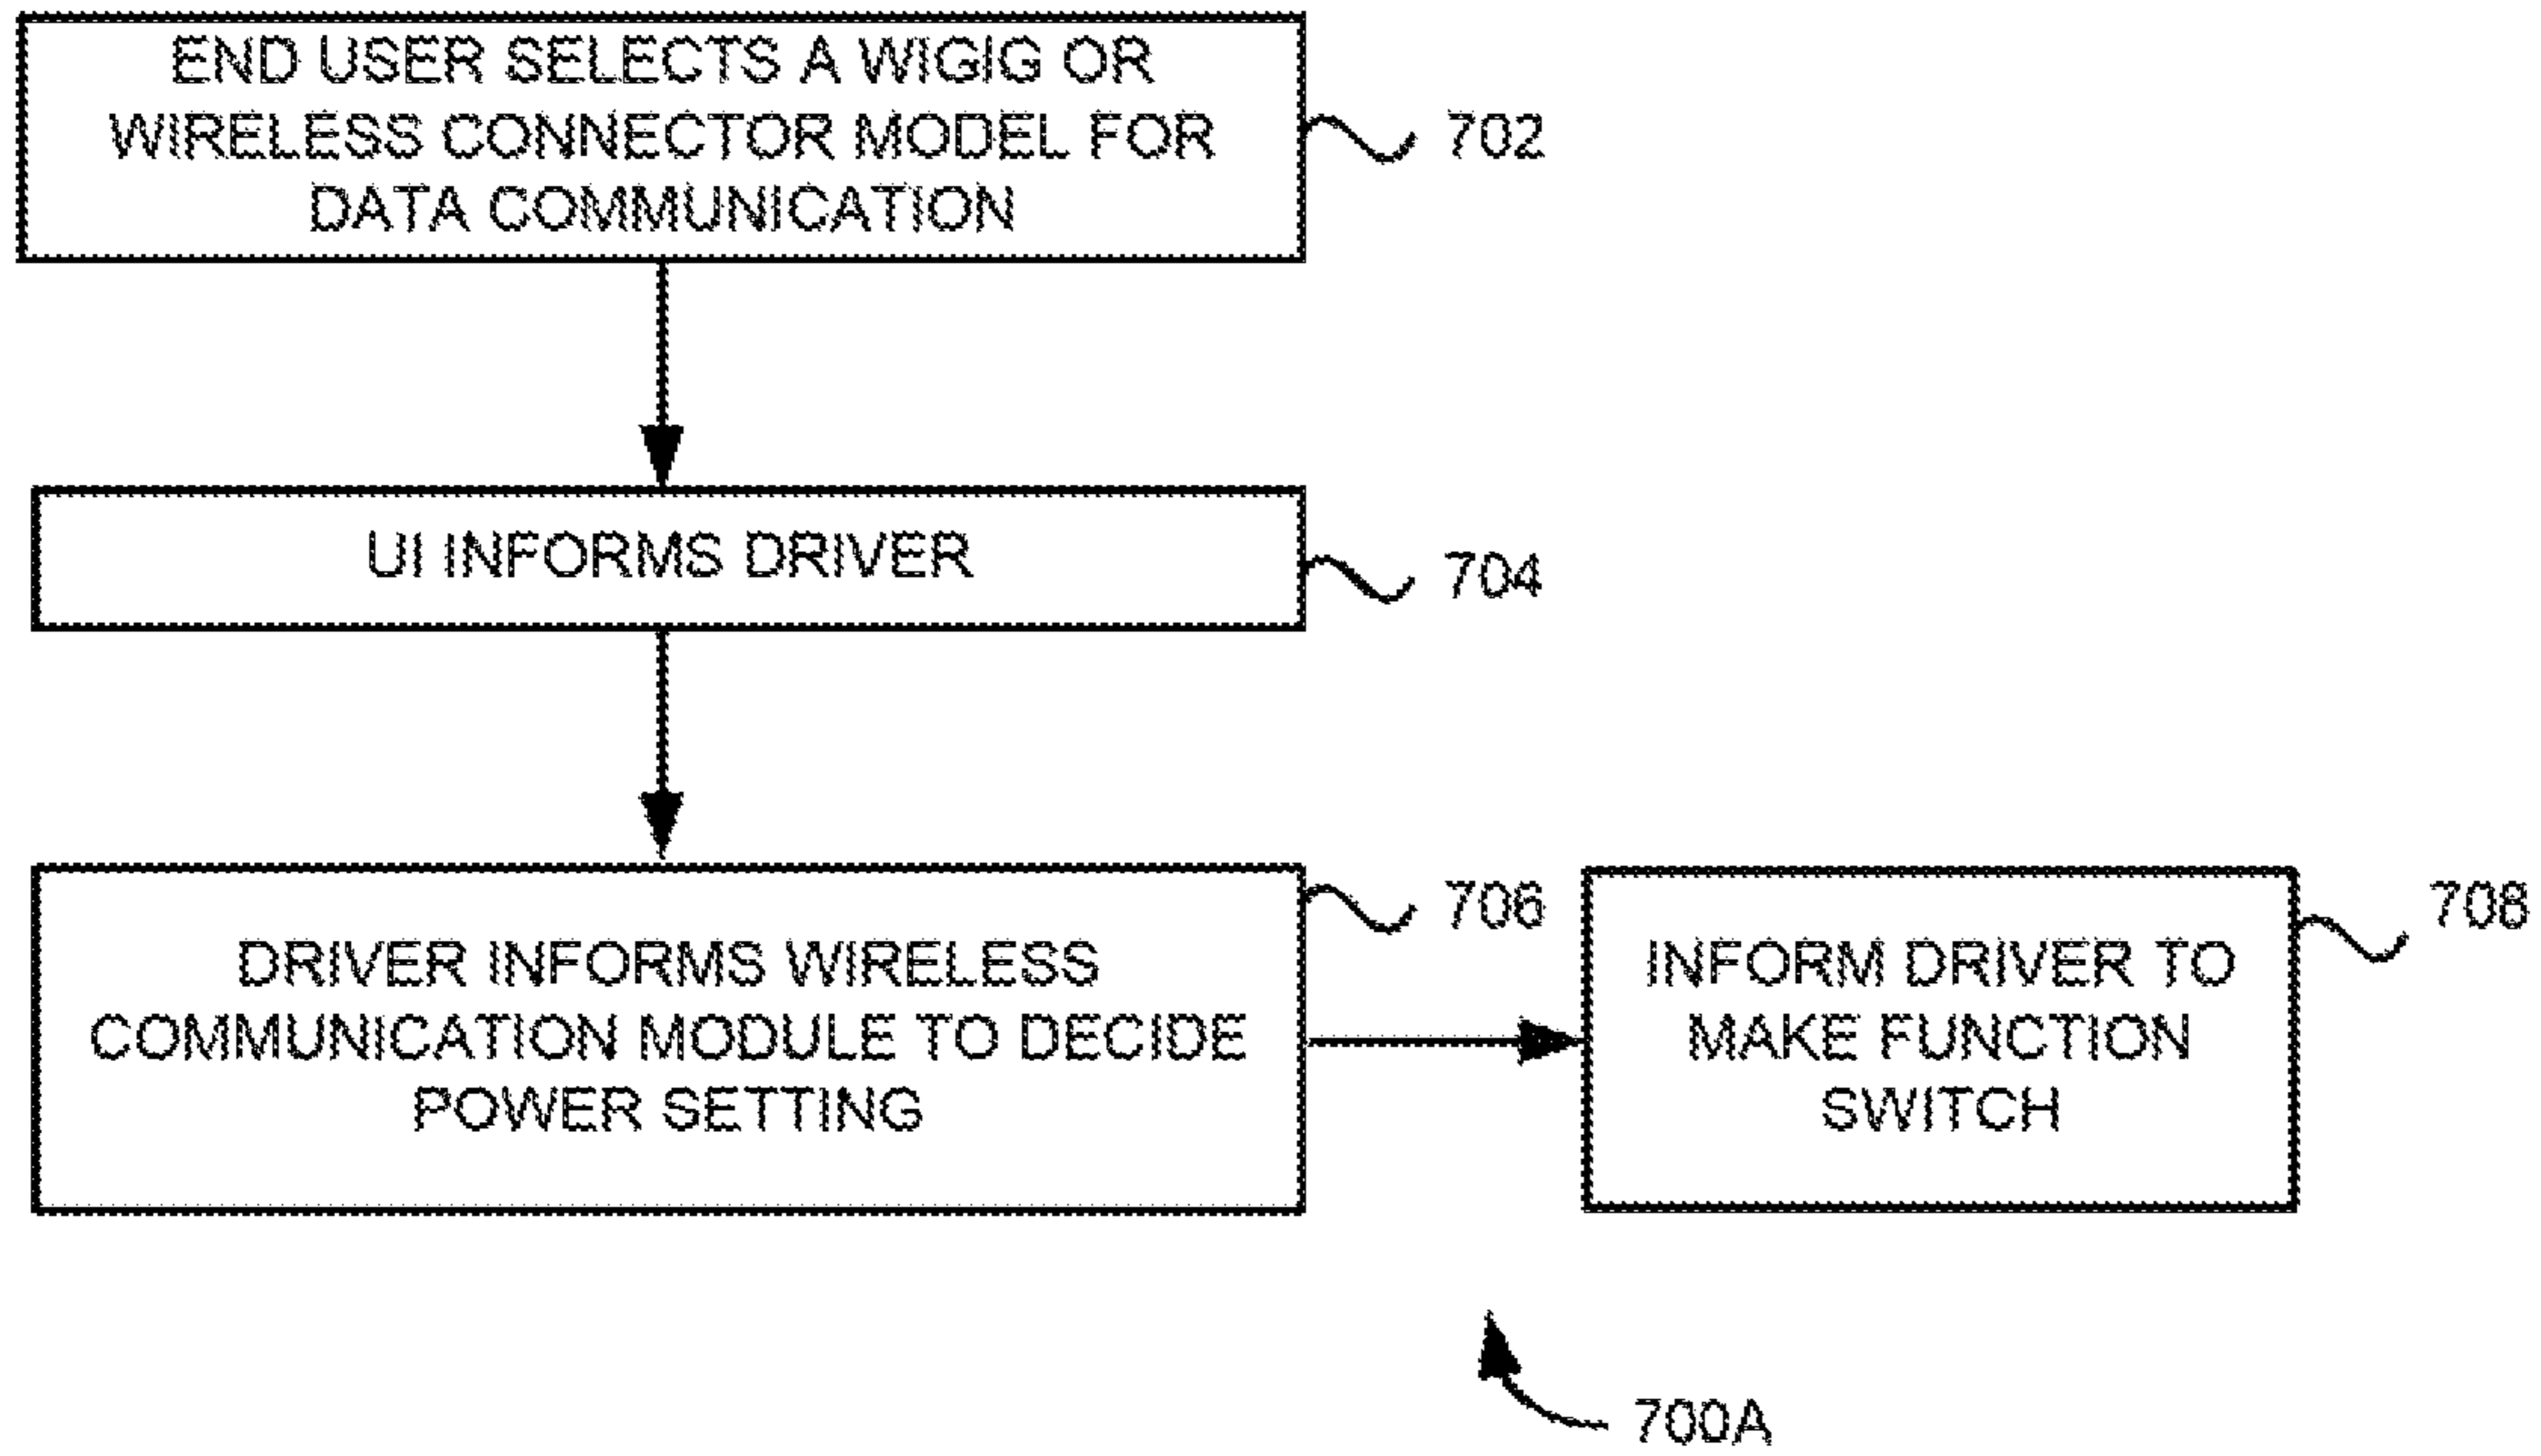 END USER SELECTS A WIGIG OR
WIRELESS CONNECTOR MODEL FOR
DATA COMMUNICATION
702
UI INFORMS DRIVER
704
DRIVER INFORMS WIRELESS
COMMUNICATION MODULE TO DECIDE
POWER SETTING
706
INFORM DRIVER TO
MAKE FUNCTION
SWITCH
708
700A